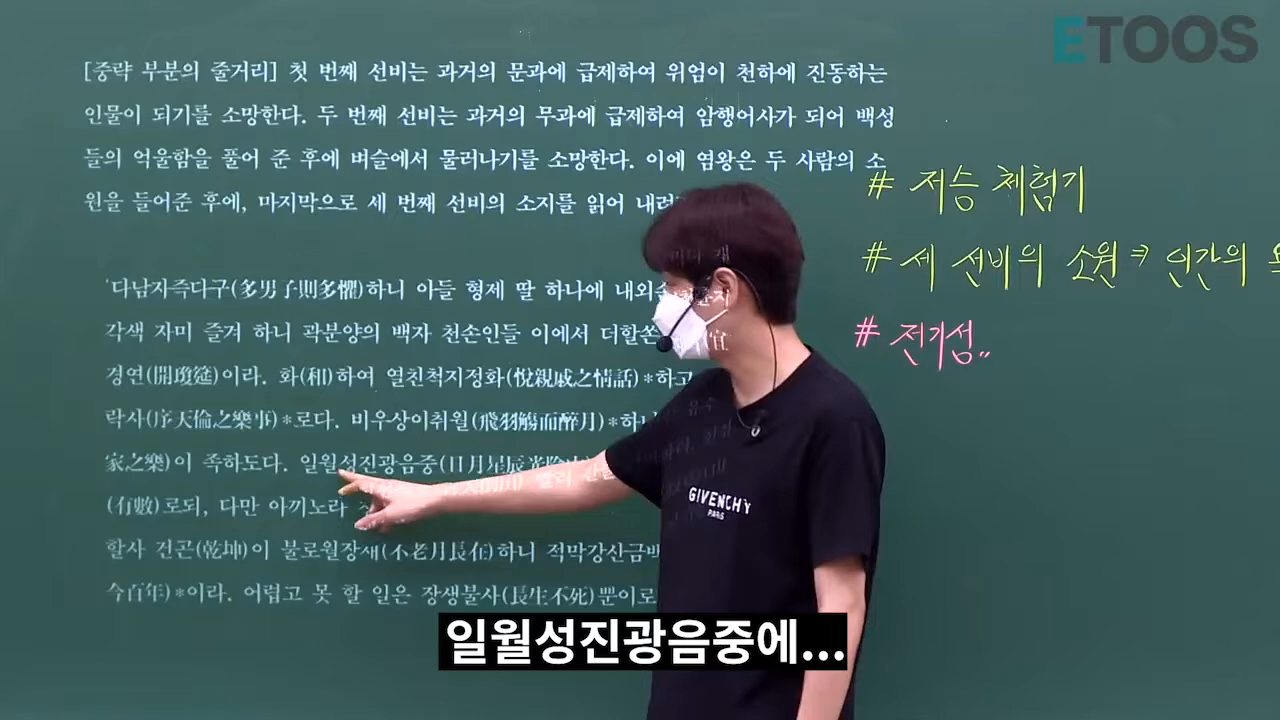 ETOOS
[중략 부분의 줄거리] 첫 번째 선비는 과거의 문과에 급제하여 위엄이 천하에 진동하는
인물이 되기를 소망한다. 두 번째 선비는 과거의 무과에 급제하여 암행어사가 되어 백성
들의 억울함을 풀어 준 후에 벼슬에서 물러나기를 소망한다. 이에 염왕은 두 사람의 소
원을 들어준 후에, 마지막으로 세 번째 선비의 소지를 읽어 내려
# 저승 체험기
# 세 선비의 소원 ⇒ 인간의
# 전기성..
'다남자즉다구(多男子則多懼)하니 아들 형제 딸 하나에 내외
각색 자미 즐겨 하니 곽분양의 백자 천손인들 이에서 더할쏜
경연(開瓊筵)이라. 화(和)하여 열친척지정화(悅親戚之情話)*하고
락사(序天倫之樂事)*로다. 비우상이취월(飛羽觴而醉月)*하
家之樂)이 족하도다. 일월성진광음중(日月星辰光陰
(有數)로되, 다만 아끼노라
할사 건곤(乾坤)이 불로월장재(不老月長在)하니 적막강산금백
今百年)*이라. 어렵고 못 할 일은 장생불사(長生不死)뿐이로
GIVENCHY
PARIS
일월성진광음중에...